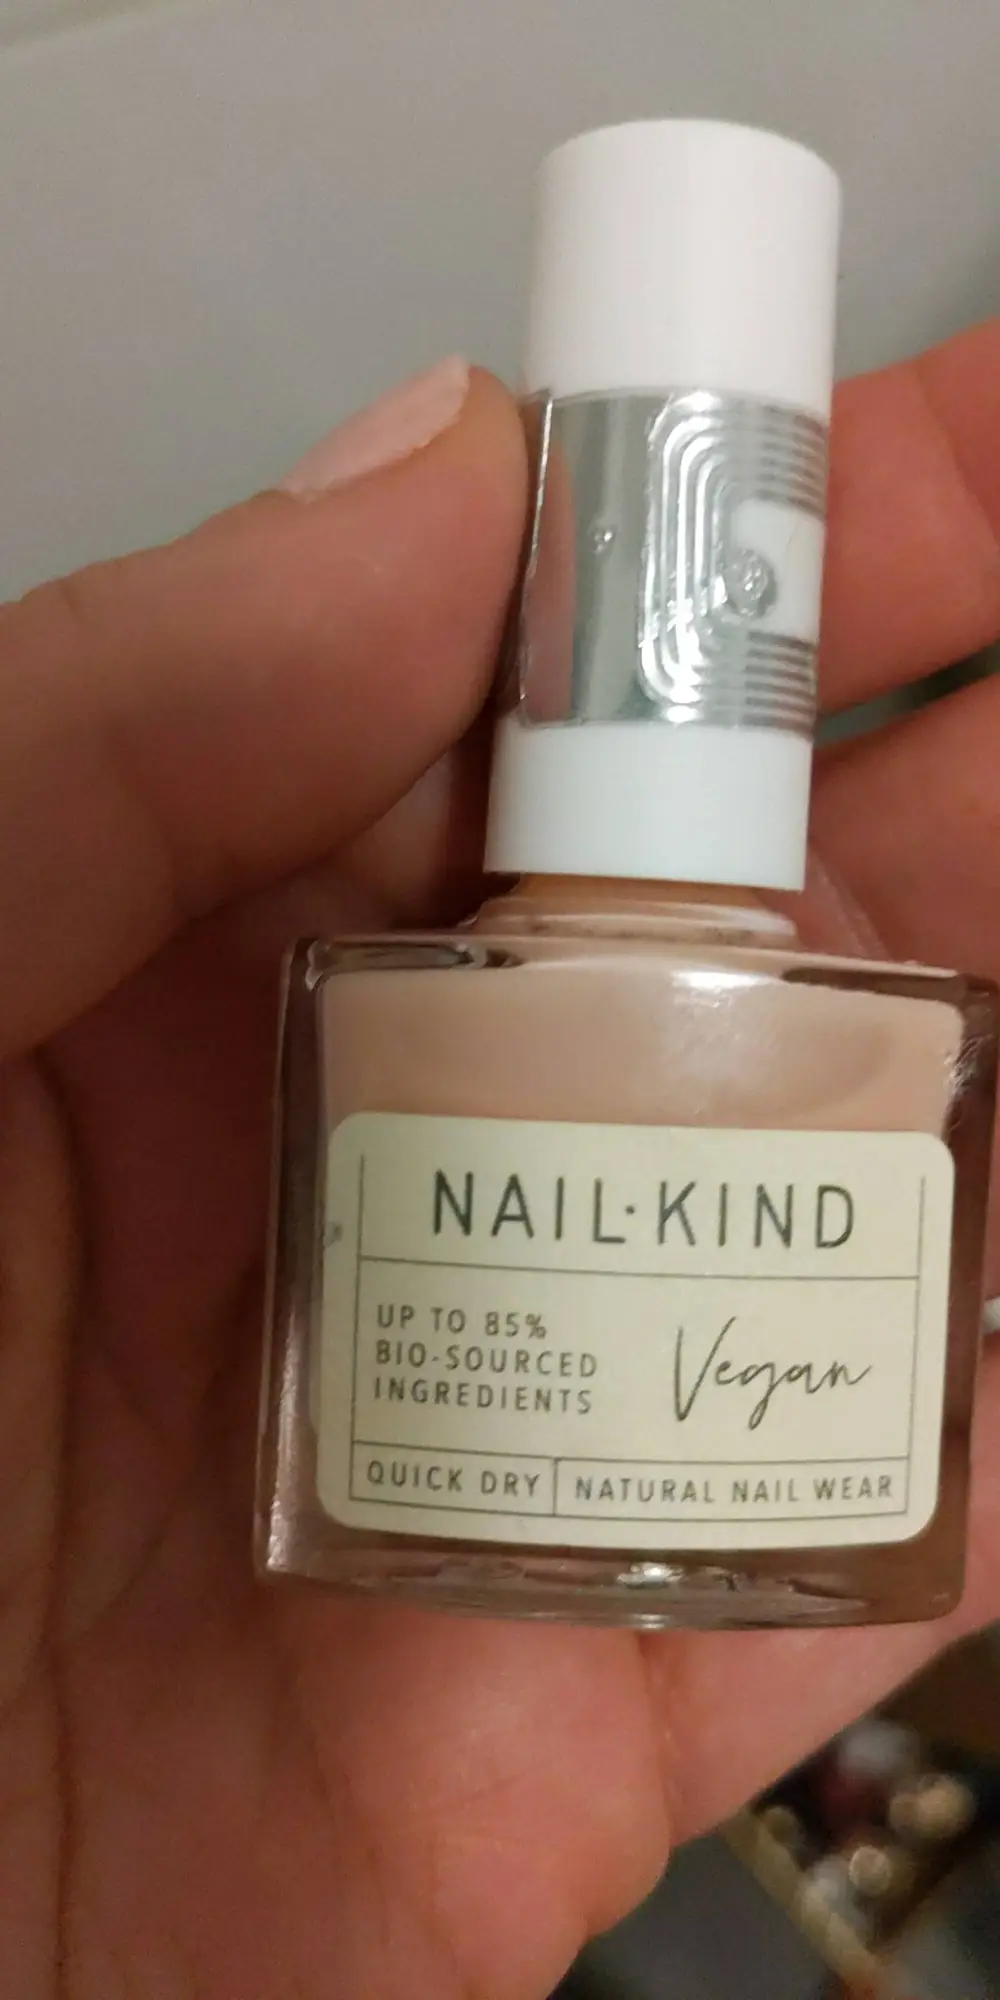 NAIL·KIND
UP TO 85%
BIO-SOURCED
INGREDIENTS
Vegan
QUICK DRY
NATURAL NAIL WEAR